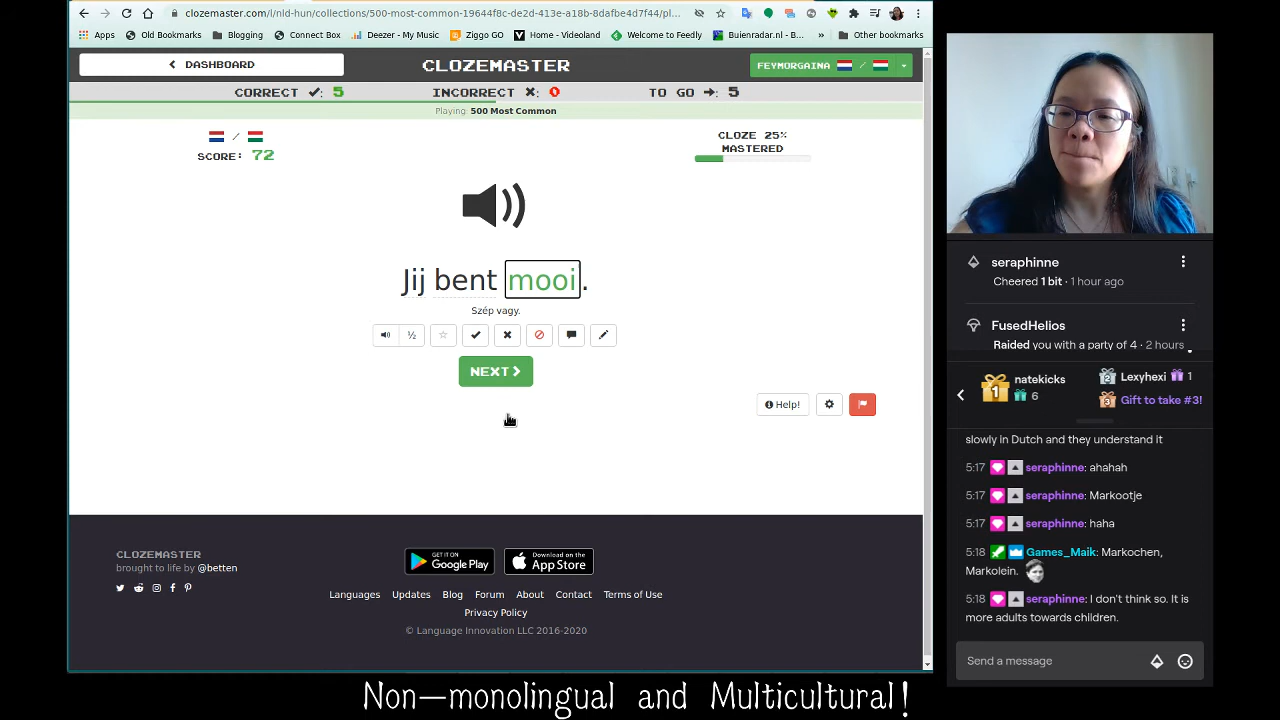 clozemaster.com/l/nld-hun/collections/500-most-common-19644f8c-de2d-413e-a18b-8dafbe4d7f44/pl...
Apps Old Bookmarks Blogging Connect Box Deezer - My Music Ziggo GO Home - Videoland Welcome to Feedly Buienradar.nl - B... » Other bookmarks
DASHBOARD
CLOZEMASTER
FEYMORGAINA /
CORRECT ✔: 5 INCORRECT ✖: 0 TO GO ➔: 5
Playing: 500 Most Common
/
SCORE: 72
CLOZE 25%
MASTERED
Jij bent mooi.
Szép vagy.
½
NEXT
Help!
CLOZEMASTER
brought to life by @betten
GET IT ON
Google Play
Download on the
App Store
Languages Updates Blog Forum About Contact Terms of Use
Privacy Policy
© Language Innovation LLC 2016-2020
seraphinne
Cheered 1 bit · 1 hour ago
FusedHelios
Raided you with a party of 4 · 2 hours
1 natekicks
6
2 Lexyhexi 1
3 Gift to take #3!
slowly in Dutch and they understand it
5:17 seraphinne: ahahah
5:17 seraphinne: Markootje
5:17 seraphinne: haha
5:18 Games_Maik: Markochen,
Markolein.
5:18 seraphinne: I don't think so. It is
more adults towards children.
Send a message
Non-monolingual and Multicultural!